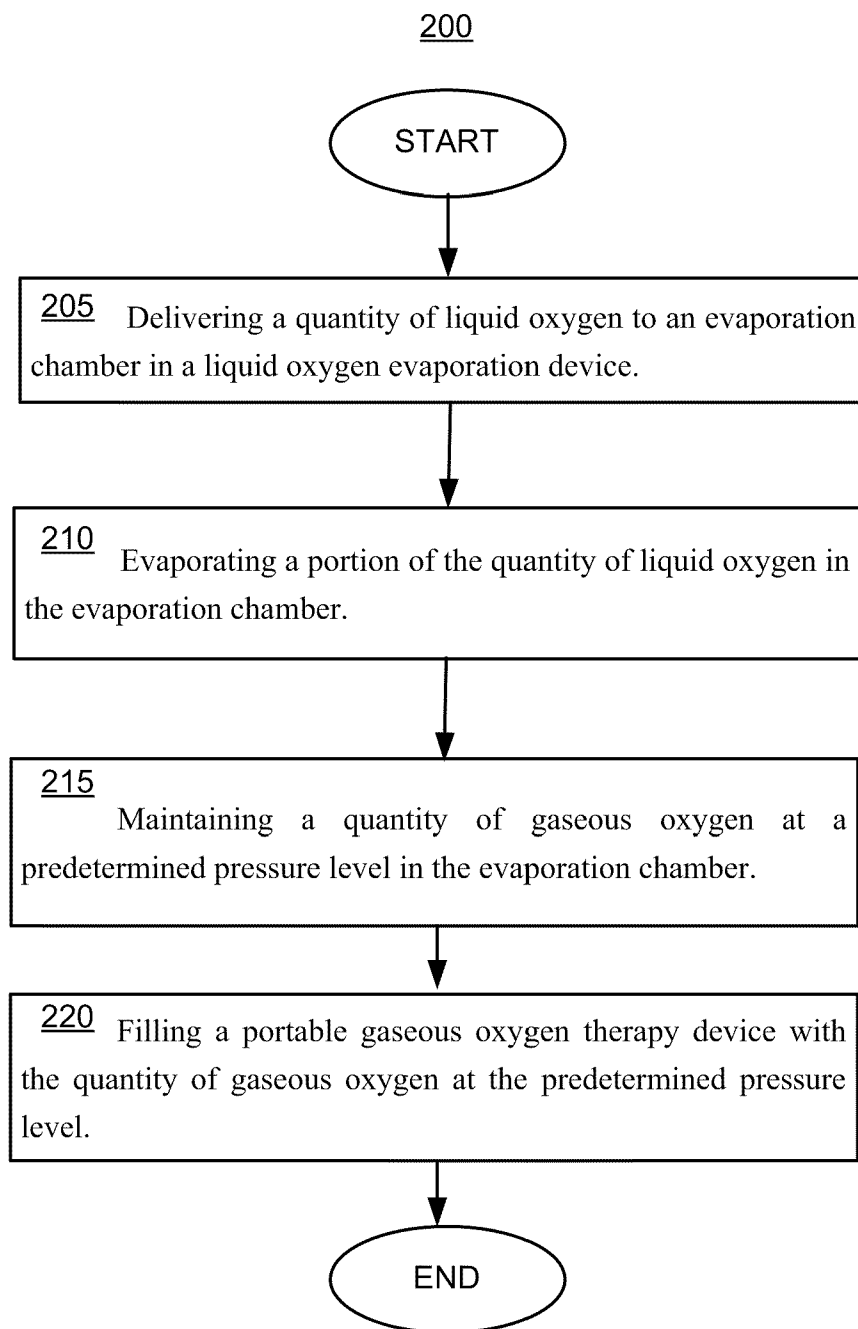 200
START
205 Delivering a quantity of liquid oxygen to an evaporation
chamber in a liquid oxygen evaporation device.
210 Evaporating a portion of the quantity of liquid oxygen in
the evaporation chamber.
215
Maintaining a quantity of gaseous oxygen at a
predetermined pressure level in the evaporation chamber.
220 Filling a portable gaseous oxygen therapy device with
the quantity of gaseous oxygen at the predetermined pressure
level.
END